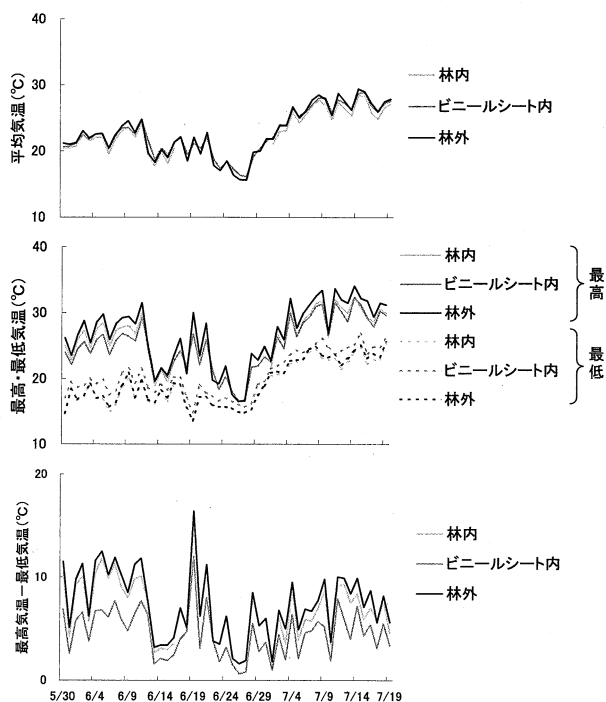 40
30
20
10
平均気温(℃)
林内
ビニールシート内
林外
40
30
20
10
最高・最低気温(℃)
林内
ビニールシート内
林外
最高
林内
ビニールシート内
林外
最低
20
10
0
最高気温－最低気温(℃)
林内
ビニールシート内
林外
5/30 6/4 6/9 6/14 6/19 6/24 6/29 7/4 7/9 7/14 7/19